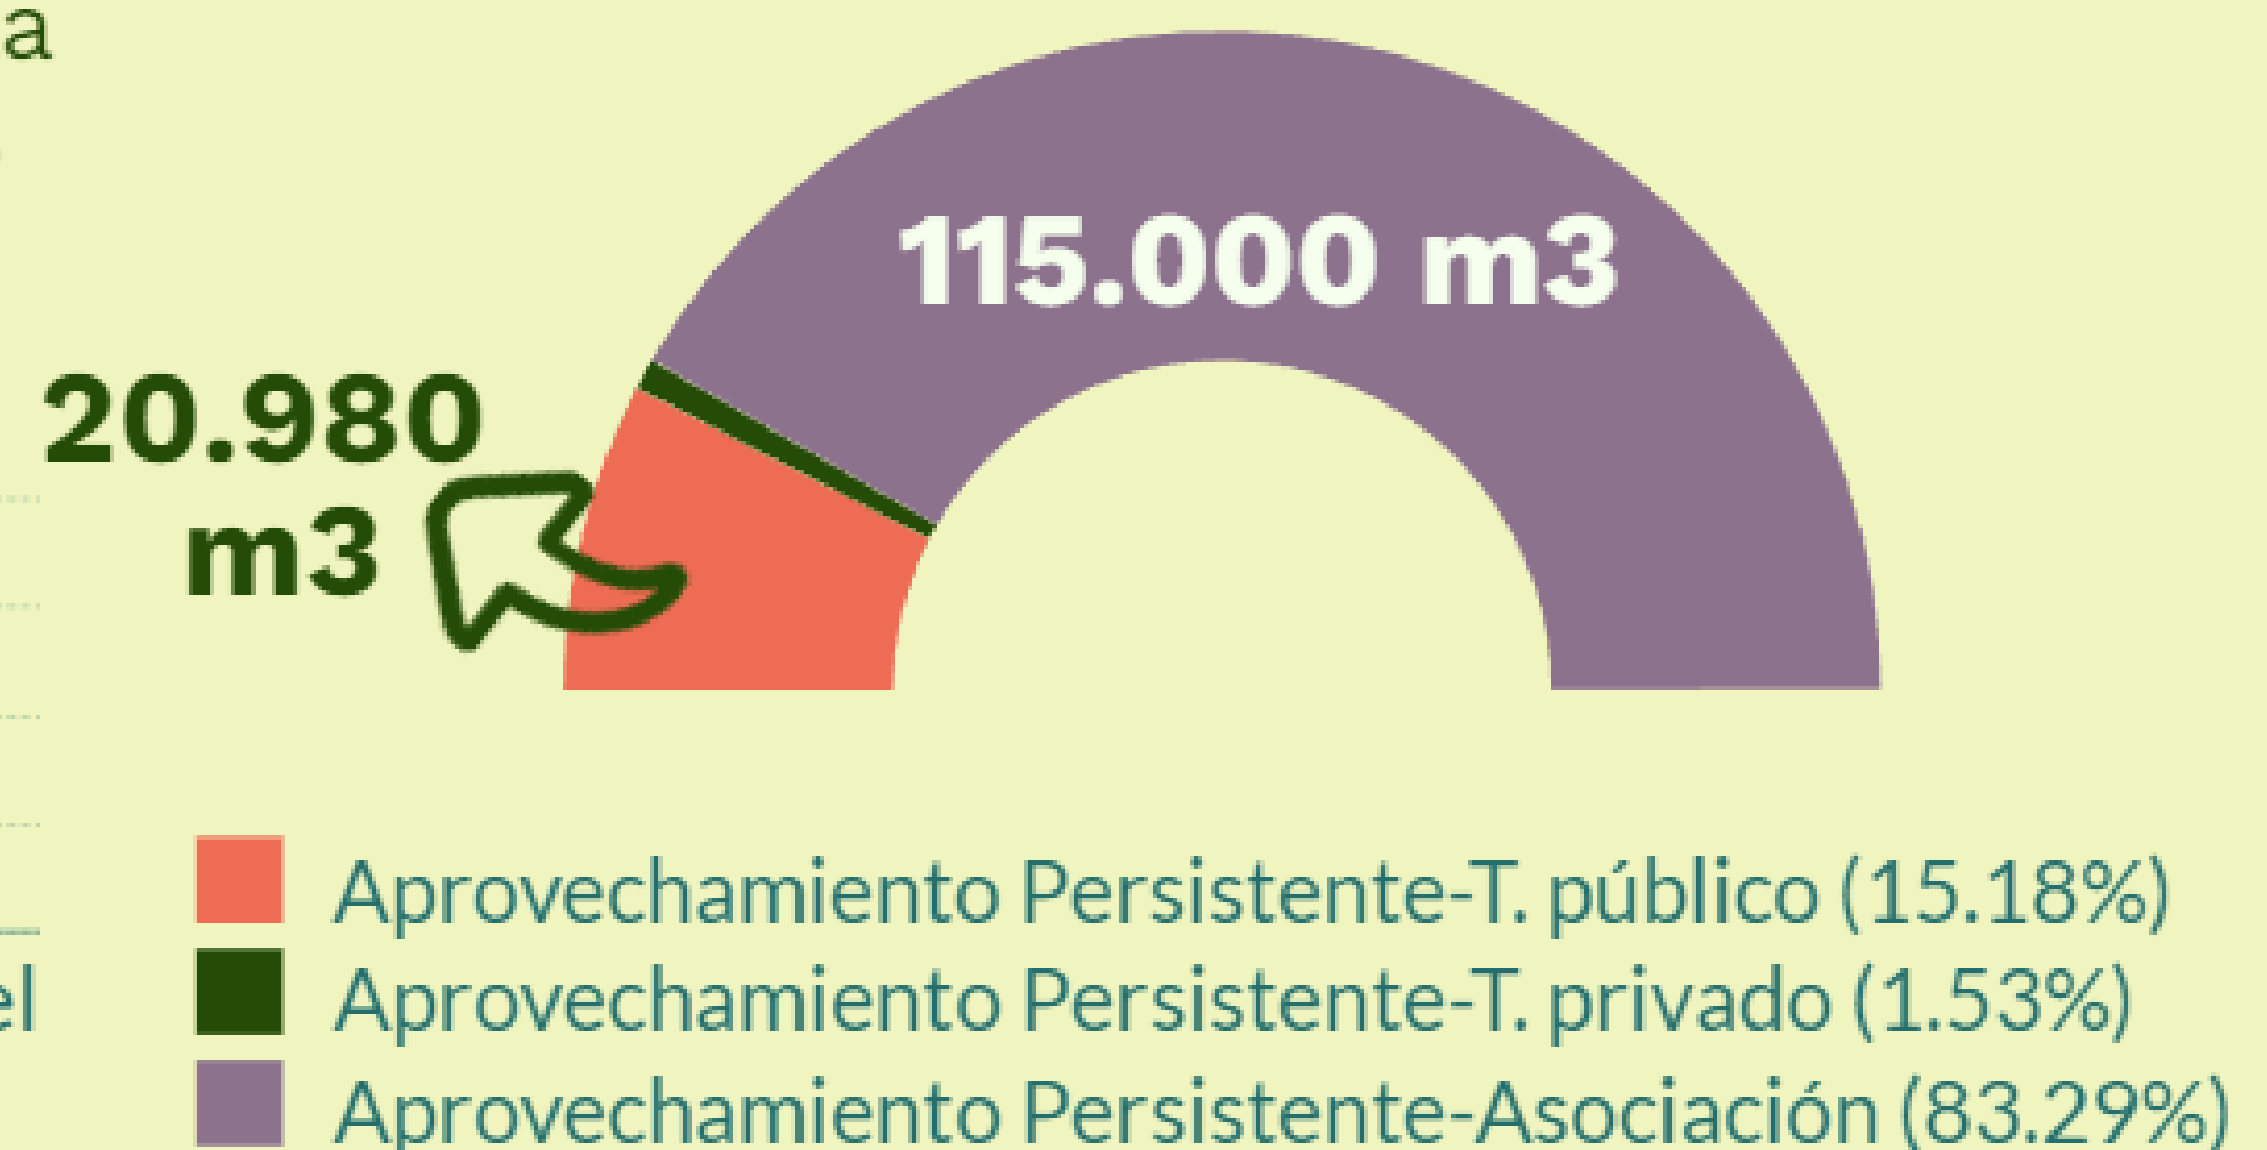 a
115.000 m3
20.980
m3
Aprovechamiento Persistente-T. público (15.18%)
el
Aprovechamiento Persistente-T. privado (1.53%)
Aprovechamiento Persistente-Asociación (83.29%)